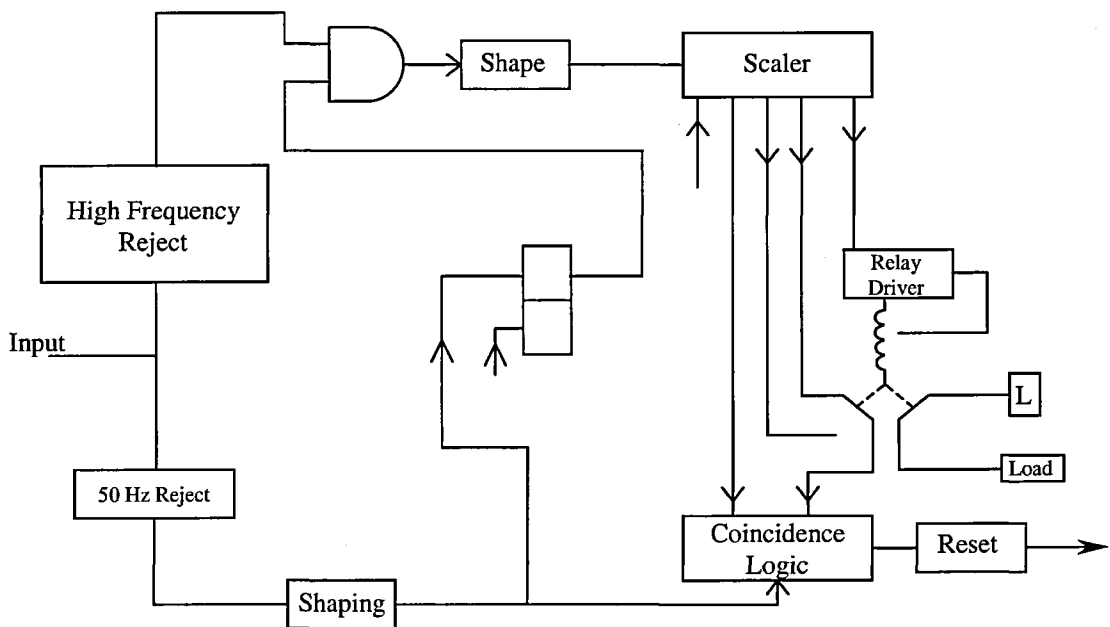 Shape
Scaler
High Frequency
Reject
Relay
Driver
Input
L
Load
50 Hz Reject
Coincidence
Logic
Reset
Shaping